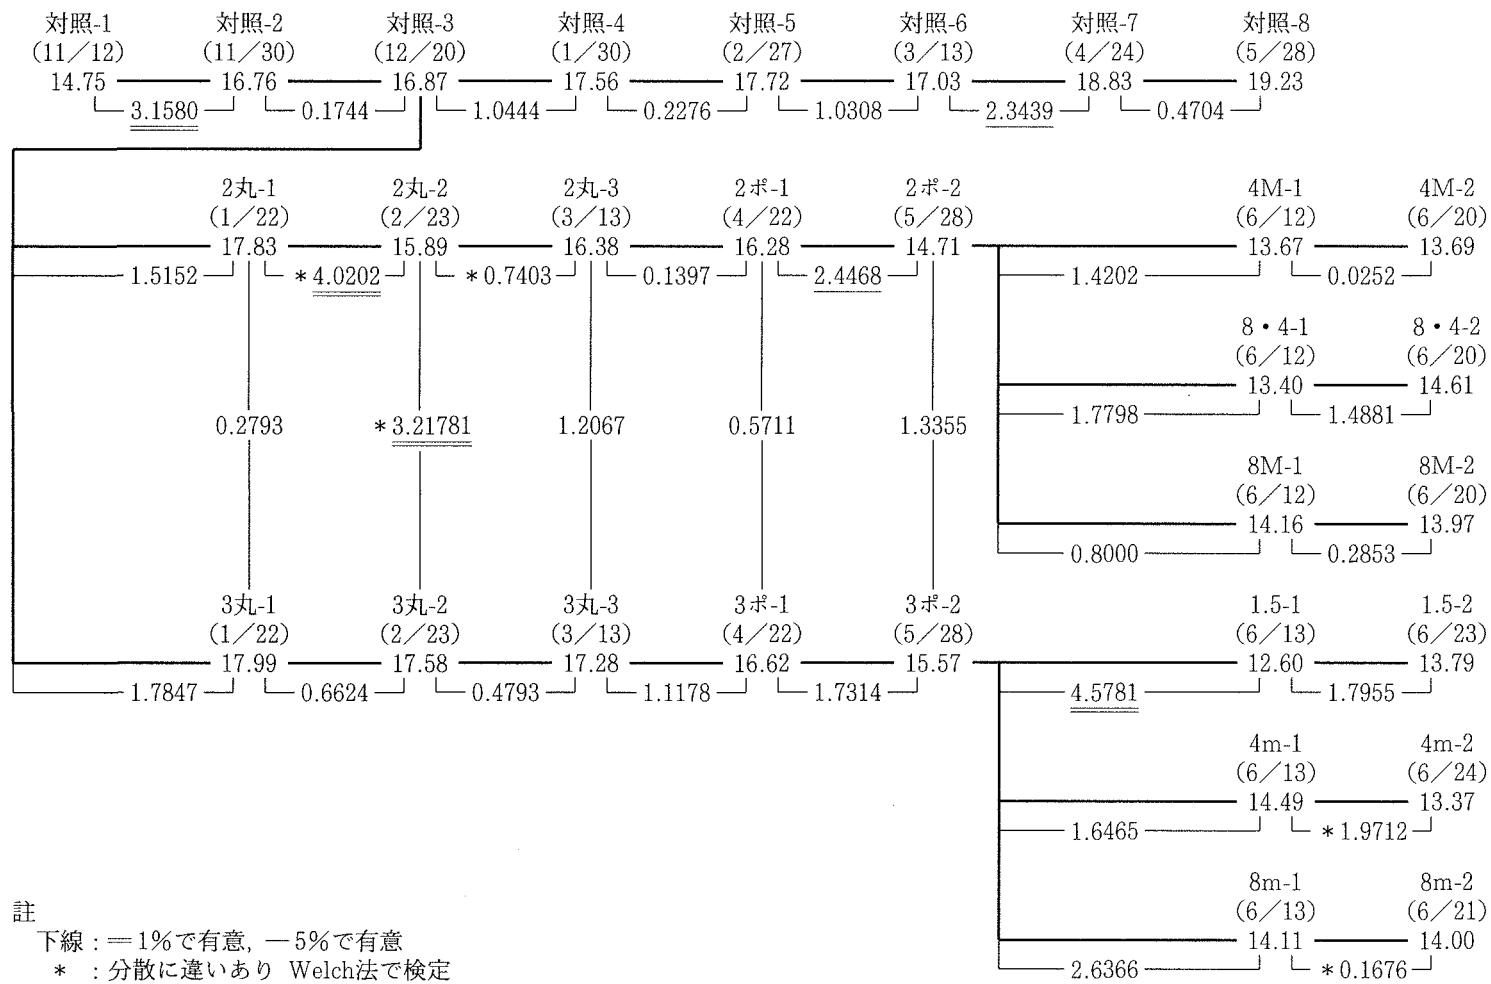 対照-1 対照-2 対照-3 対照-4 対照-5 対照-6 対照-7 対照-8
(11/12) (11/30) (12/20) (1/30) (2/27) (3/13) (4/24) (5/28)
14.75 16.76 16.87 17.56 17.72 17.03 18.83 19.23
3.1580 0.1744 1.0444 0.2276 1.0308 2.3439 0.4704
2丸-1 2丸-2 2丸-3 2ポ-1 2ポ-2 4M-1 4M-2
(1/22) (2/23) (3/13) (4/22) (5/28) (6/12) (6/20)
17.83 15.89 16.38 16.28 14.71 13.67 13.69
1.5152 *4.0202 *0.7403 0.1397 2.4468 1.4202 0.0252
8・4-1 8・4-2
(6/12) (6/20)
13.40 14.61
1.7798 1.4881
0.2793 *3.21781 1.2067 0.5711 1.3355
8M-1 8M-2
(6/12) (6/20)
14.16 13.97
0.8000 0.2853
3丸-1 3丸-2 3丸-3 3ポ-1 3ポ-2 1.5-1 1.5-2
(1/22) (2/23) (3/13) (4/22) (5/28) (6/13) (6/23)
17.99 17.58 17.28 16.62 15.57 12.60 13.79
1.7847 0.6624 0.4793 1.1178 1.7314 4.5781 1.7955
4m-1 4m-2
(6/13) (6/24)
14.49 13.37
1.6465 *1.9712
8m-1 8m-2
(6/13) (6/21)
14.11 14.00
2.6366 *0.1676
註
下線:＝1%で有意, —5%で有意
* :分散に違いあり Welch法で検定